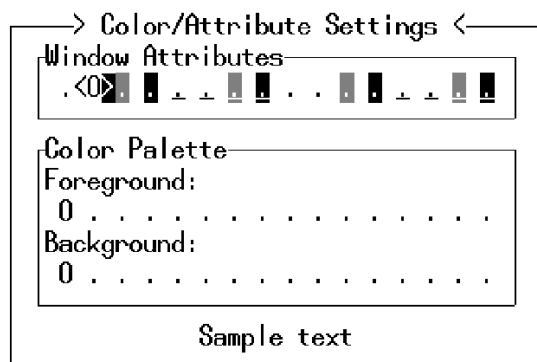 —> Color/Attribute Settings <—
Window Attributes
.<0>. . . . . . . . . . . . .
Color Palette
Foreground:
0 . . . . . . . . . . . . . . .
Background:
0 . . . . . . . . . . . . . . .
Sample text